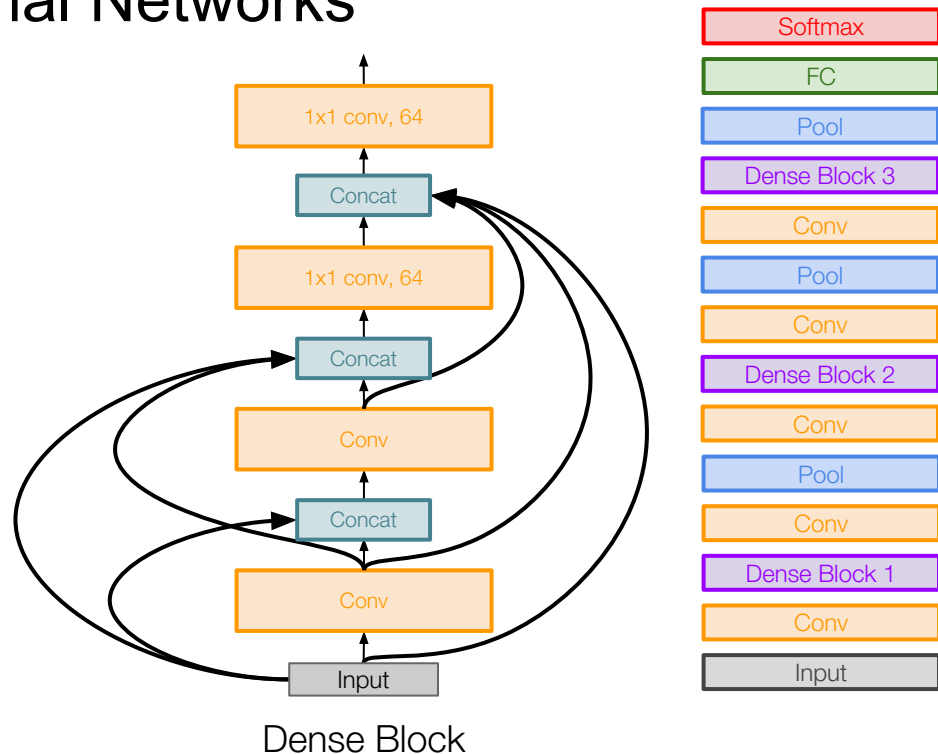 nal Networks
1x1 conv, 64
Concat
1x1 conv, 64
Concat
Conv
Concat
Conv
Input
Dense Block
Softmax
FC
Pool
Dense Block 3
Conv
Pool
Conv
Dense Block 2
Conv
Pool
Conv
Dense Block 1
Conv
Input